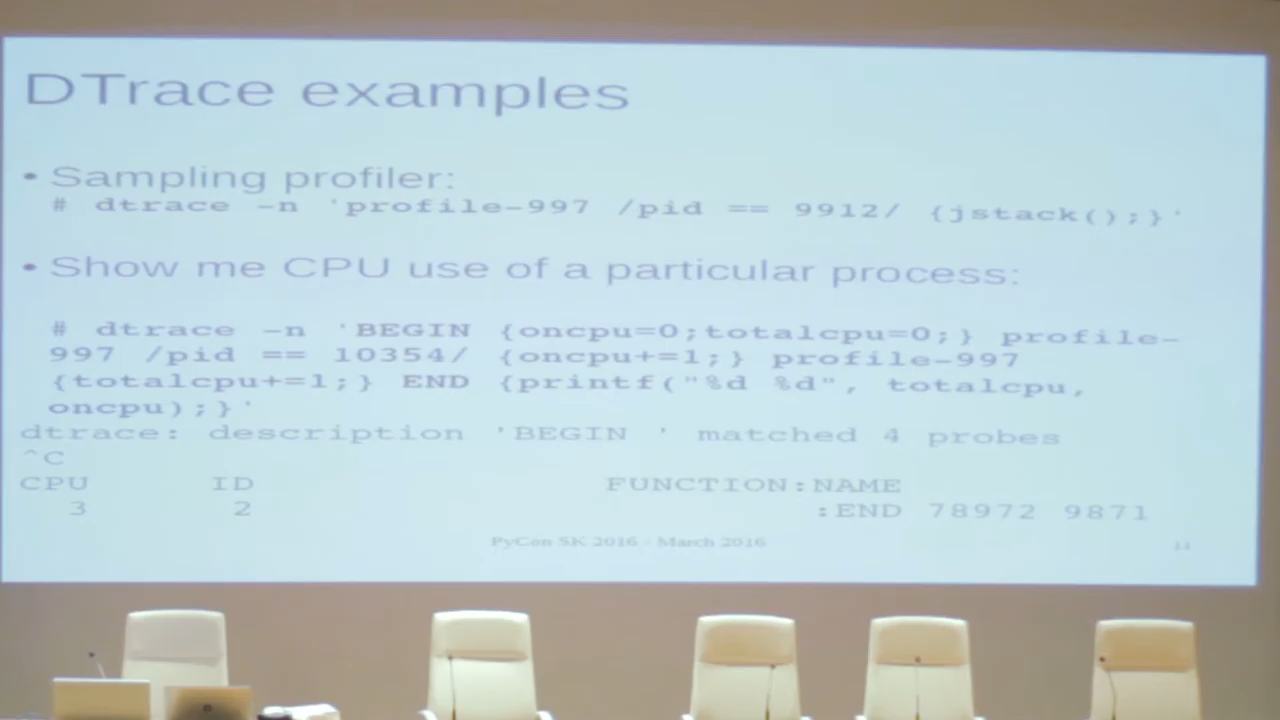 DTrace examples
• Sampling profiler:
# dtrace -n 'profile-997 /pid == 9912/ {jstack();}'
• Show me CPU use of a particular process:
# dtrace -n 'BEGIN {oncpu=0;totalcpu=0;} profile-
997 /pid == 10354/ {oncpu+=1;} profile-997
{totalcpu+=1;} END {printf("%d %d", totalcpu,
oncpu);}'
dtrace: description 'BEGIN ' matched 4 probes
^C
CPU ID FUNCTION:NAME
3 2 :END 78972 9871
PyCon SK 2016 - March 2016